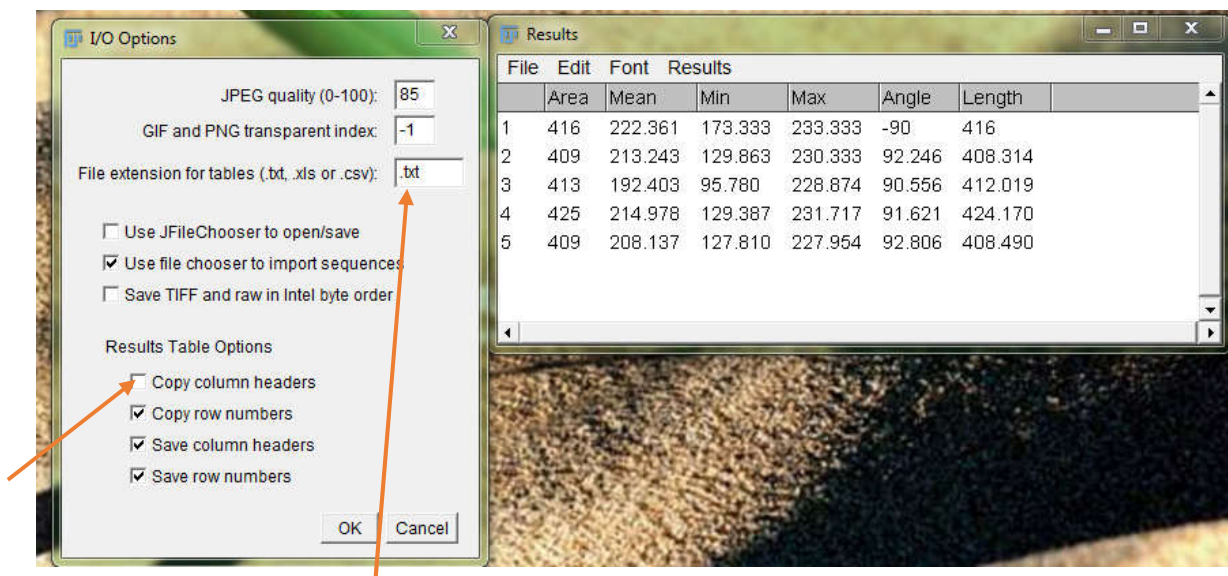 I/O Options
JPEG quality (0-100): 85
GIF and PNG transparent index: -1
File extension for tables (.txt, .xls or .csv): .txt
Use JFileChooser to open/save
Use file chooser to import sequences
Save TIFF and raw in Intel byte order
Results Table Options
Copy column headers
Copy row numbers
Save column headers
Save row numbers
OK Cancel
Results
File Edit Font Results
Area Mean Min Max Angle Length
1 416 222.361 173.333 233.333 -90 416
2 409 213.243 129.863 230.333 92.246 408.314
3 413 192.403 95.780 228.874 90.556 412.019
4 425 214.978 129.387 231.717 91.621 424.170
5 409 208.137 127.810 227.954 92.806 408.490